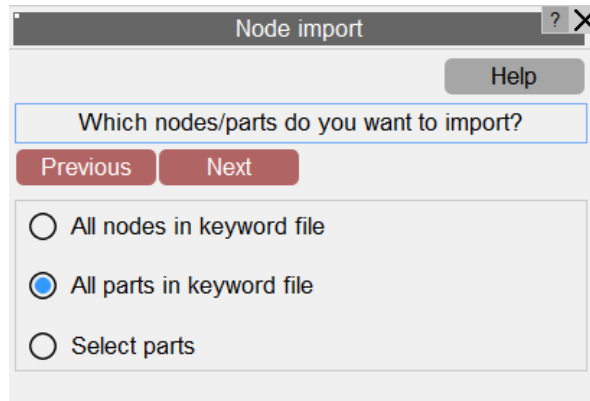 Node import ?
Help
Which nodes/parts do you want to import?
Previous Next
All nodes in keyword file
All parts in keyword file
Select parts